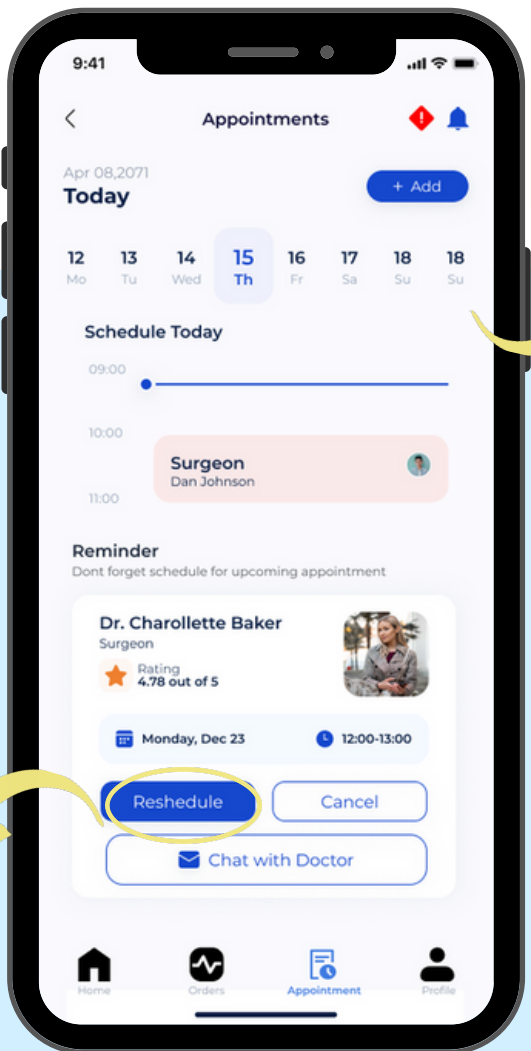 9:41
Appointments
Apr 08,2071
Today
+ Add
12 13 14 15 16 17 18 18
Mo Tu Wed Th Fr Sa Su Su
Schedule Today
09:00
10:00
Surgeon
Dan Johnson
11:00
Reminder
Dont forget schedule for upcoming appointment
Dr. Charollette Baker
Surgeon
Rating
4.78 out of 5
Monday, Dec 23 12:00-13:00
Reshedule Cancel
Chat with Doctor
Home Orders Appointment Profile